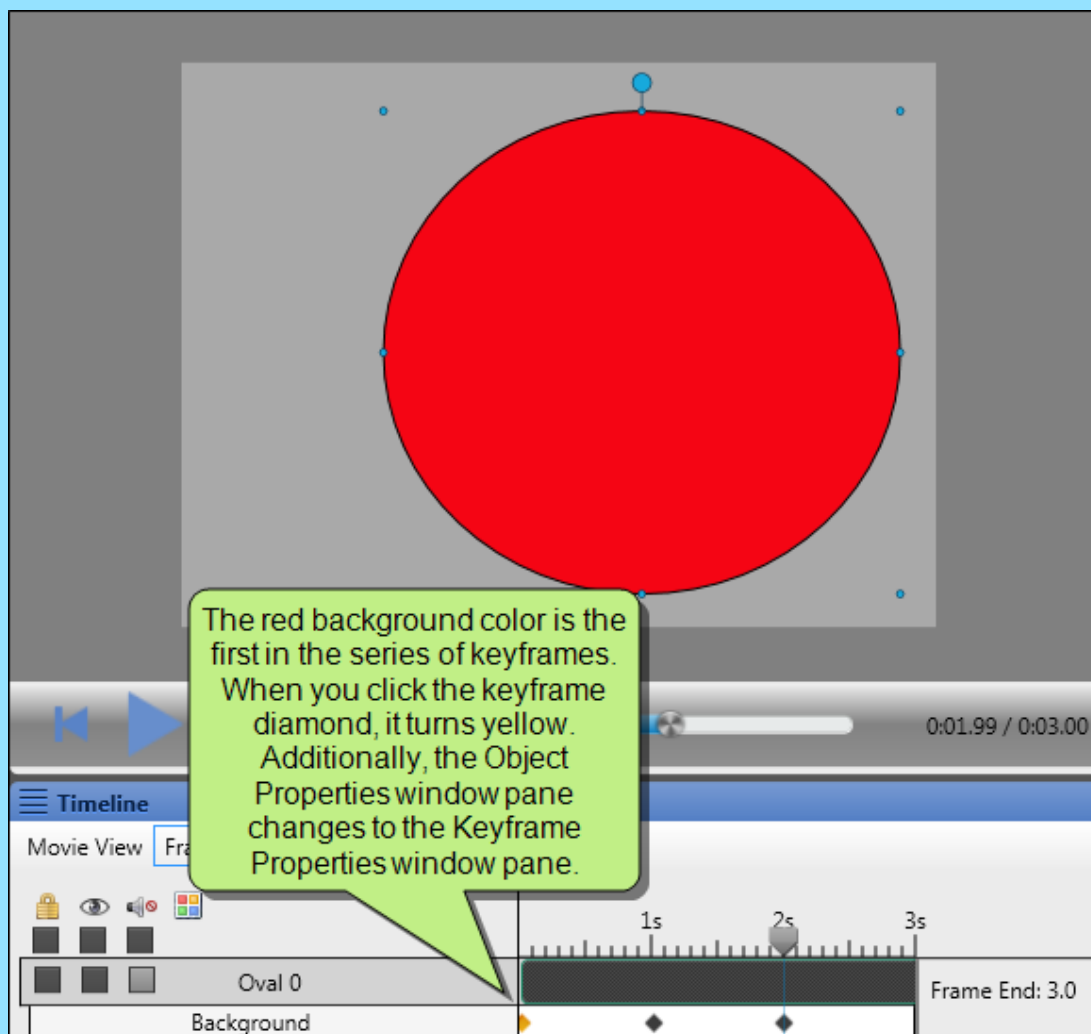 The red background color is the
first in the series of keyframes.
When you click the keyframe
diamond, it turns yellow.
Additionally, the Object
Properties window pane
changes to the Keyframe
Properties window pane.
0:01.99 / 0:03.00
Timeline
Movie View
1s 2s 3s
Oval 0
Frame End: 3.0
Background